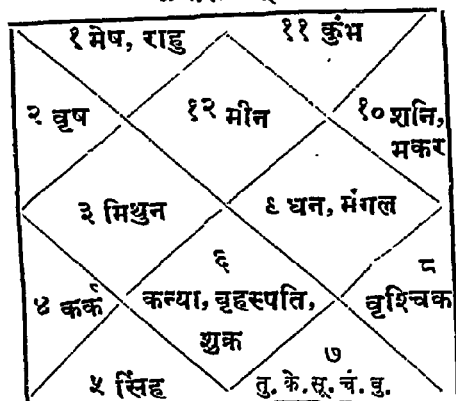 १ मेष, राहु
११ कुंभ
२ वृष
१२ मीन
१० शनि,
मकर
३ मिथुन
६ धन, मंगल
४ कर्क
६
कन्या, बृहस्पति,
शुक्र
८
वृश्चिक
५ सिंह
७
तु. के. सू. चं. बु.